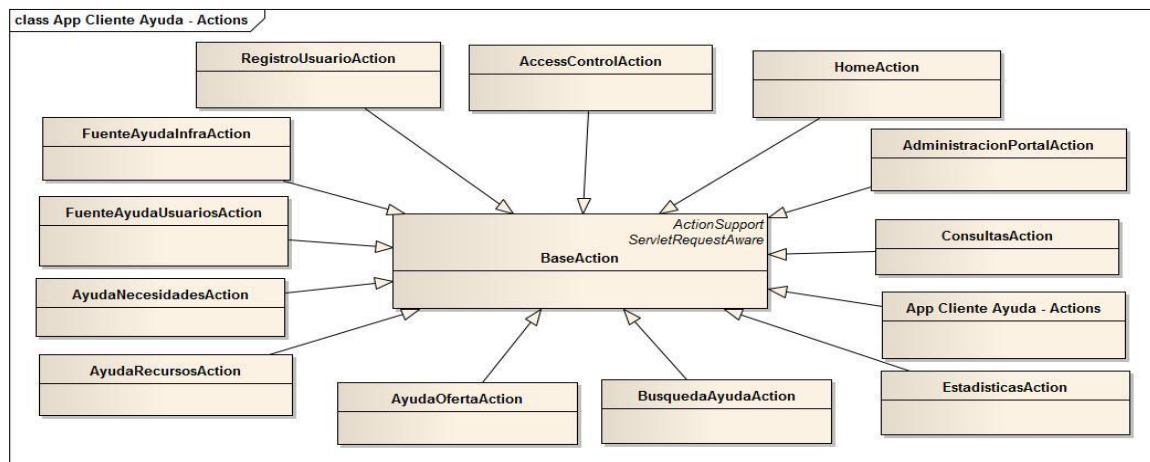 class App Cliente Ayuda - Actions
RegistroUsuarioAction
AccessControlAction
HomeAction
FuenteAyudaInfraAction
AdministracionPortalAction
FuenteAyudaUsuariosAction
ActionSupport
ServletRequestAware
BaseAction
ConsultasAction
AyudaNecesidadesAction
App Cliente Ayuda - Actions
AyudaRecursosAction
AyudaOfertaAction
BusquedaAyudaAction
EstadisticasAction